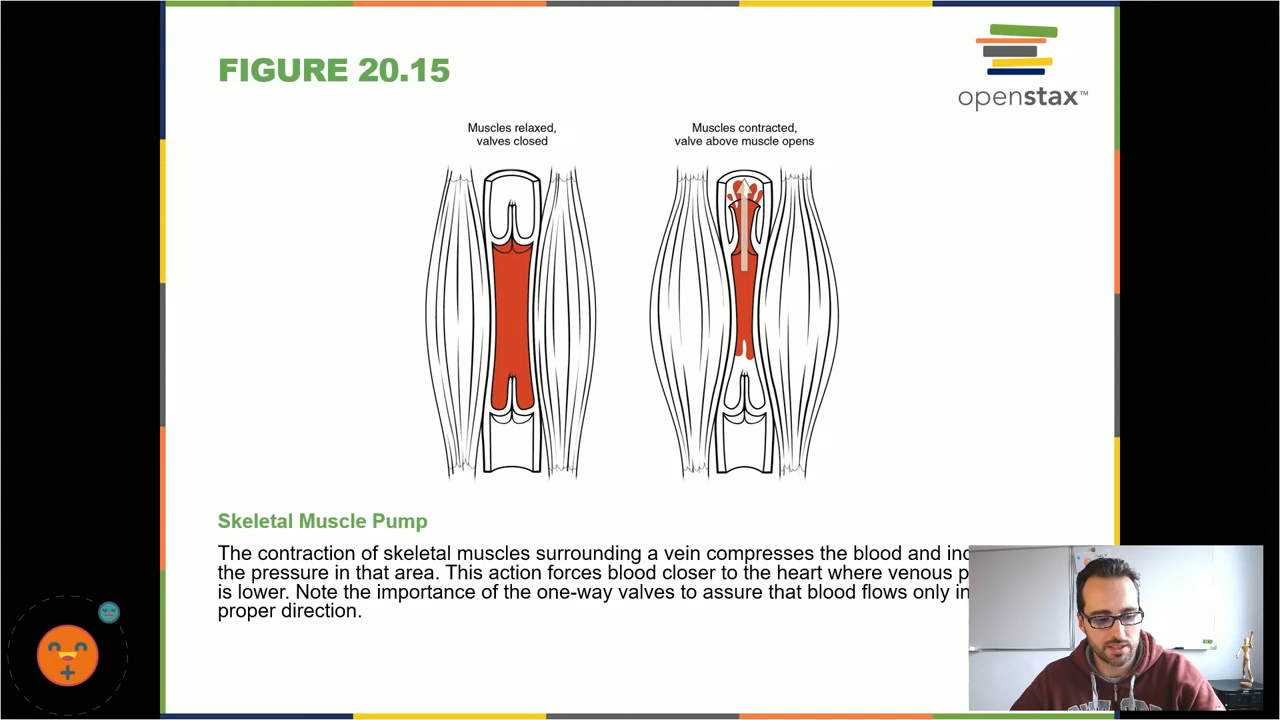 FIGURE 20.15
openstax™
Muscles relaxed,
valves closed
Muscles contracted,
valve above muscle opens
Skeletal Muscle Pump
The contraction of skeletal muscles surrounding a vein compresses the blood and
the pressure in that area. This action forces blood closer to the heart where venous
is lower. Note the importance of the one-way valves to assure that blood flows only in
proper direction.